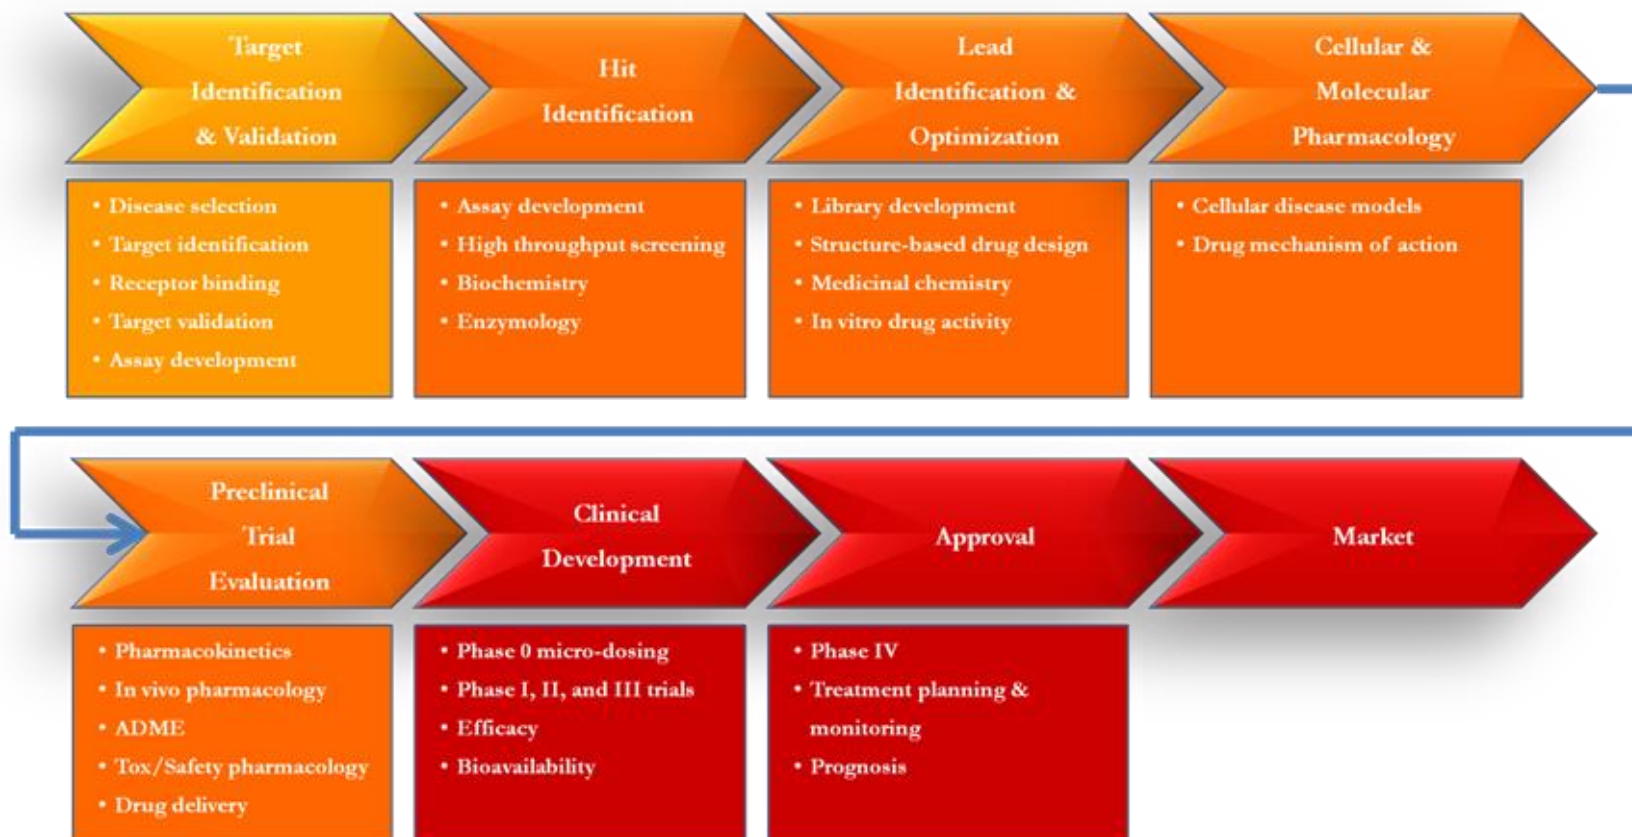 Target
Identification
& Validation
Hit
Identification
Lead
Identification &
Optimization
Cellular &
Molecular
Pharmacology
• Disease selection
• Target identification
• Receptor binding
• Target validation
• Assay development
• Assay development
• High throughput screening
• Biochemistry
• Enzymology
• Library development
• Structure-based drug design
• Medicinal chemistry
• In vitro drug activity
• Cellular disease models
• Drug mechanism of action
Preclinical
Trial
Evaluation
Clinical
Development
Approval
Market
• Pharmacokinetics
• In vivo pharmacology
• ADME
• Tox/Safety pharmacology
• Drug delivery
• Phase 0 micro-dosing
• Phase I, II, and III trials
• Efficacy
• Bioavailability
• Phase IV
• Treatment planning &
monitoring
• Prognosis